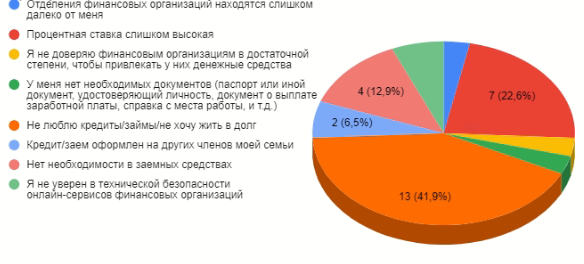 Отделения финансовых организаций находятся слишком
далеко от меня
Процентная ставка слишком высокая
Я не доверяю финансовым организациям в достаточной
степени, чтобы привлекать у них денежные средства
У меня нет необходимых документов (паспорт или иной
документ, удостоверяющий личность, документ о выплате
заработной платы, справка с места работы, и т.д.)
Не люблю кредиты/займы/не хочу жить в долг
Кредит/заем оформлен на других членов моей семьи
Нет необходимости в заемных средствах
Я не уверен в технической безопасности
онлайн-сервисов финансовых организаций
7 (22,6%)
4 (12,9%)
2 (6,5%)
13 (41,9%)